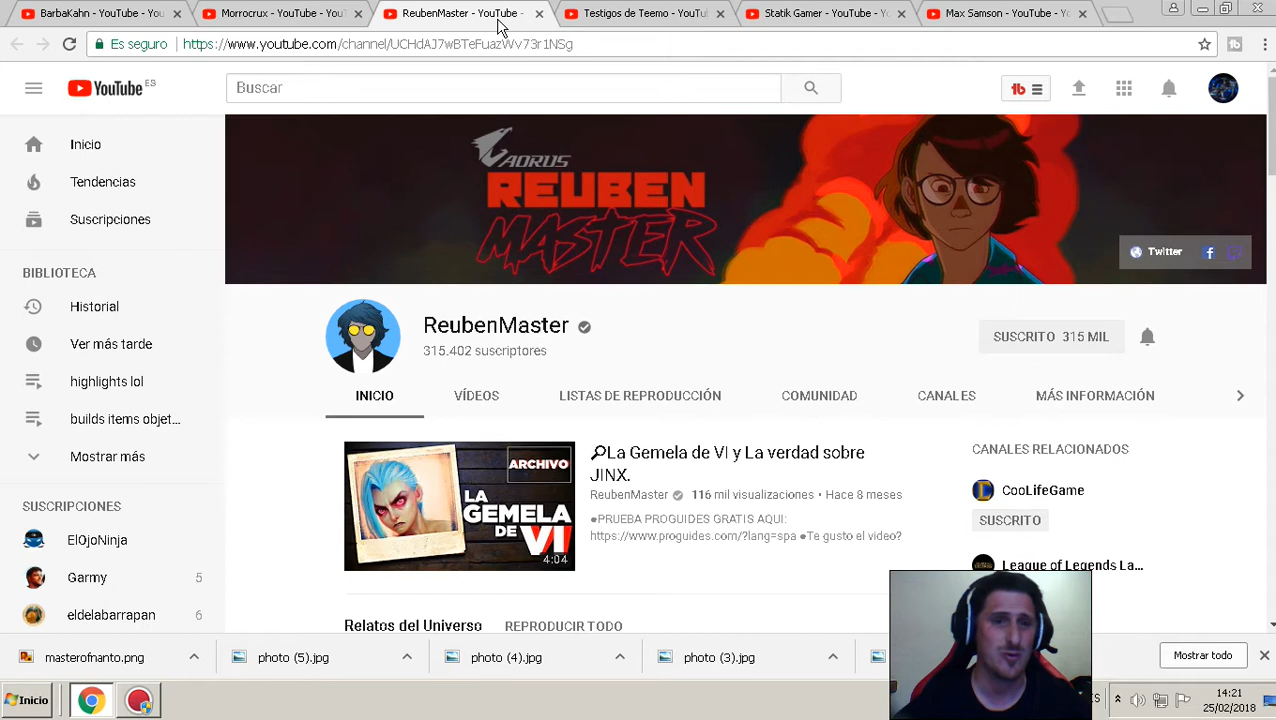 BarbaKahn - YouTube - Y
Morrocrux - YouTube - Y
ReubenMaster - YouTube -
Testigos de Teemo - YouT
Statik Gamer - YouTube - Yo
Max Samson - YouTube - Yo
Es seguro
https://www.youtube.com/channel/UCHdAJ7wBTeFuazWv73r1NSg
YouTube ES
Buscar
Inicio
Tendencias
Suscripciones
BIBLIOTECA
Historial
Ver más tarde
highlights lol
builds items objet...
Mostrar más
SUSCRIPCIONES
ElOjoNinja
Garmy 5
eldelabarrapan 6
AORUS
REUBEN
MASTER
Twitter
ReubenMaster
315.402 suscriptores
SUSCRITO 315 MIL
INICIO VÍDEOS LISTAS DE REPRODUCCIÓN COMUNIDAD CANALES MÁS INFORMACIÓN
ARCHIVO
LA
GEMELA
DE VI
4:04
La Gemela de VI y La verdad sobre
JINX.
ReubenMaster 116 mil visualizaciones • Hace 8 meses
●PRUEBA PROGUIDES GRATIS AQUI:
https://www.proguides.com/?lang=spa ●Te gusto el video?
CANALES RELACIONADOS
CooLifeGame
SUSCRITO
League of Legends La...
Relatos del Universo REPRODUCIR TODO
masterofnanto.png
photo (5).jpg
photo (4).jpg
photo (3).jpg
Mostrar todo
Inicio
ES
14:21
25/02/2018